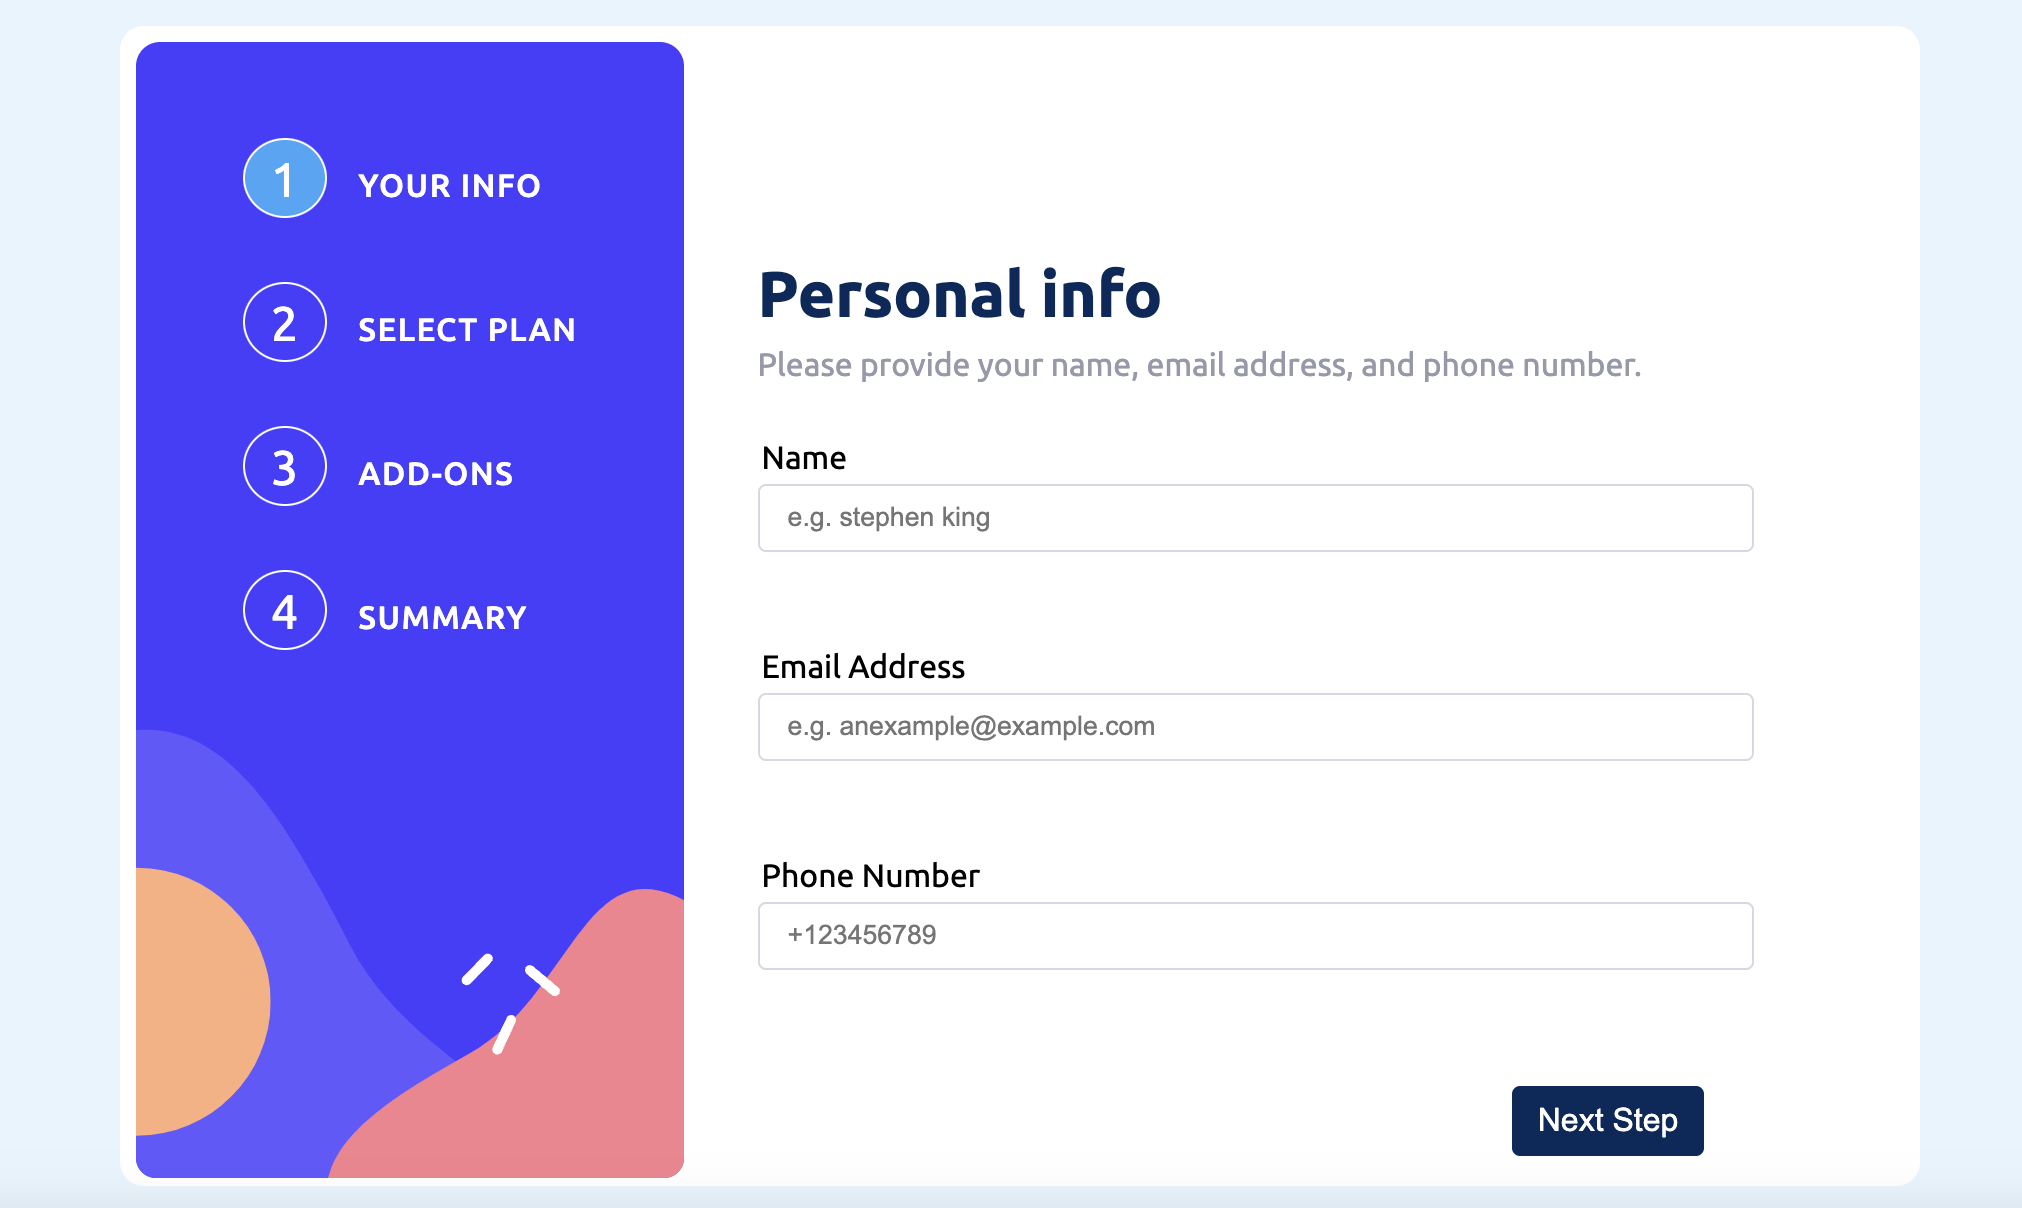 1 YOUR INFO
2 SELECT PLAN
3 ADD-ONS
4 SUMMARY
Personal info
Please provide your name, email address, and phone number.
Name
e.g. stephen king
Email Address
e.g. anexample@example.com
Phone Number
+123456789
Next Step